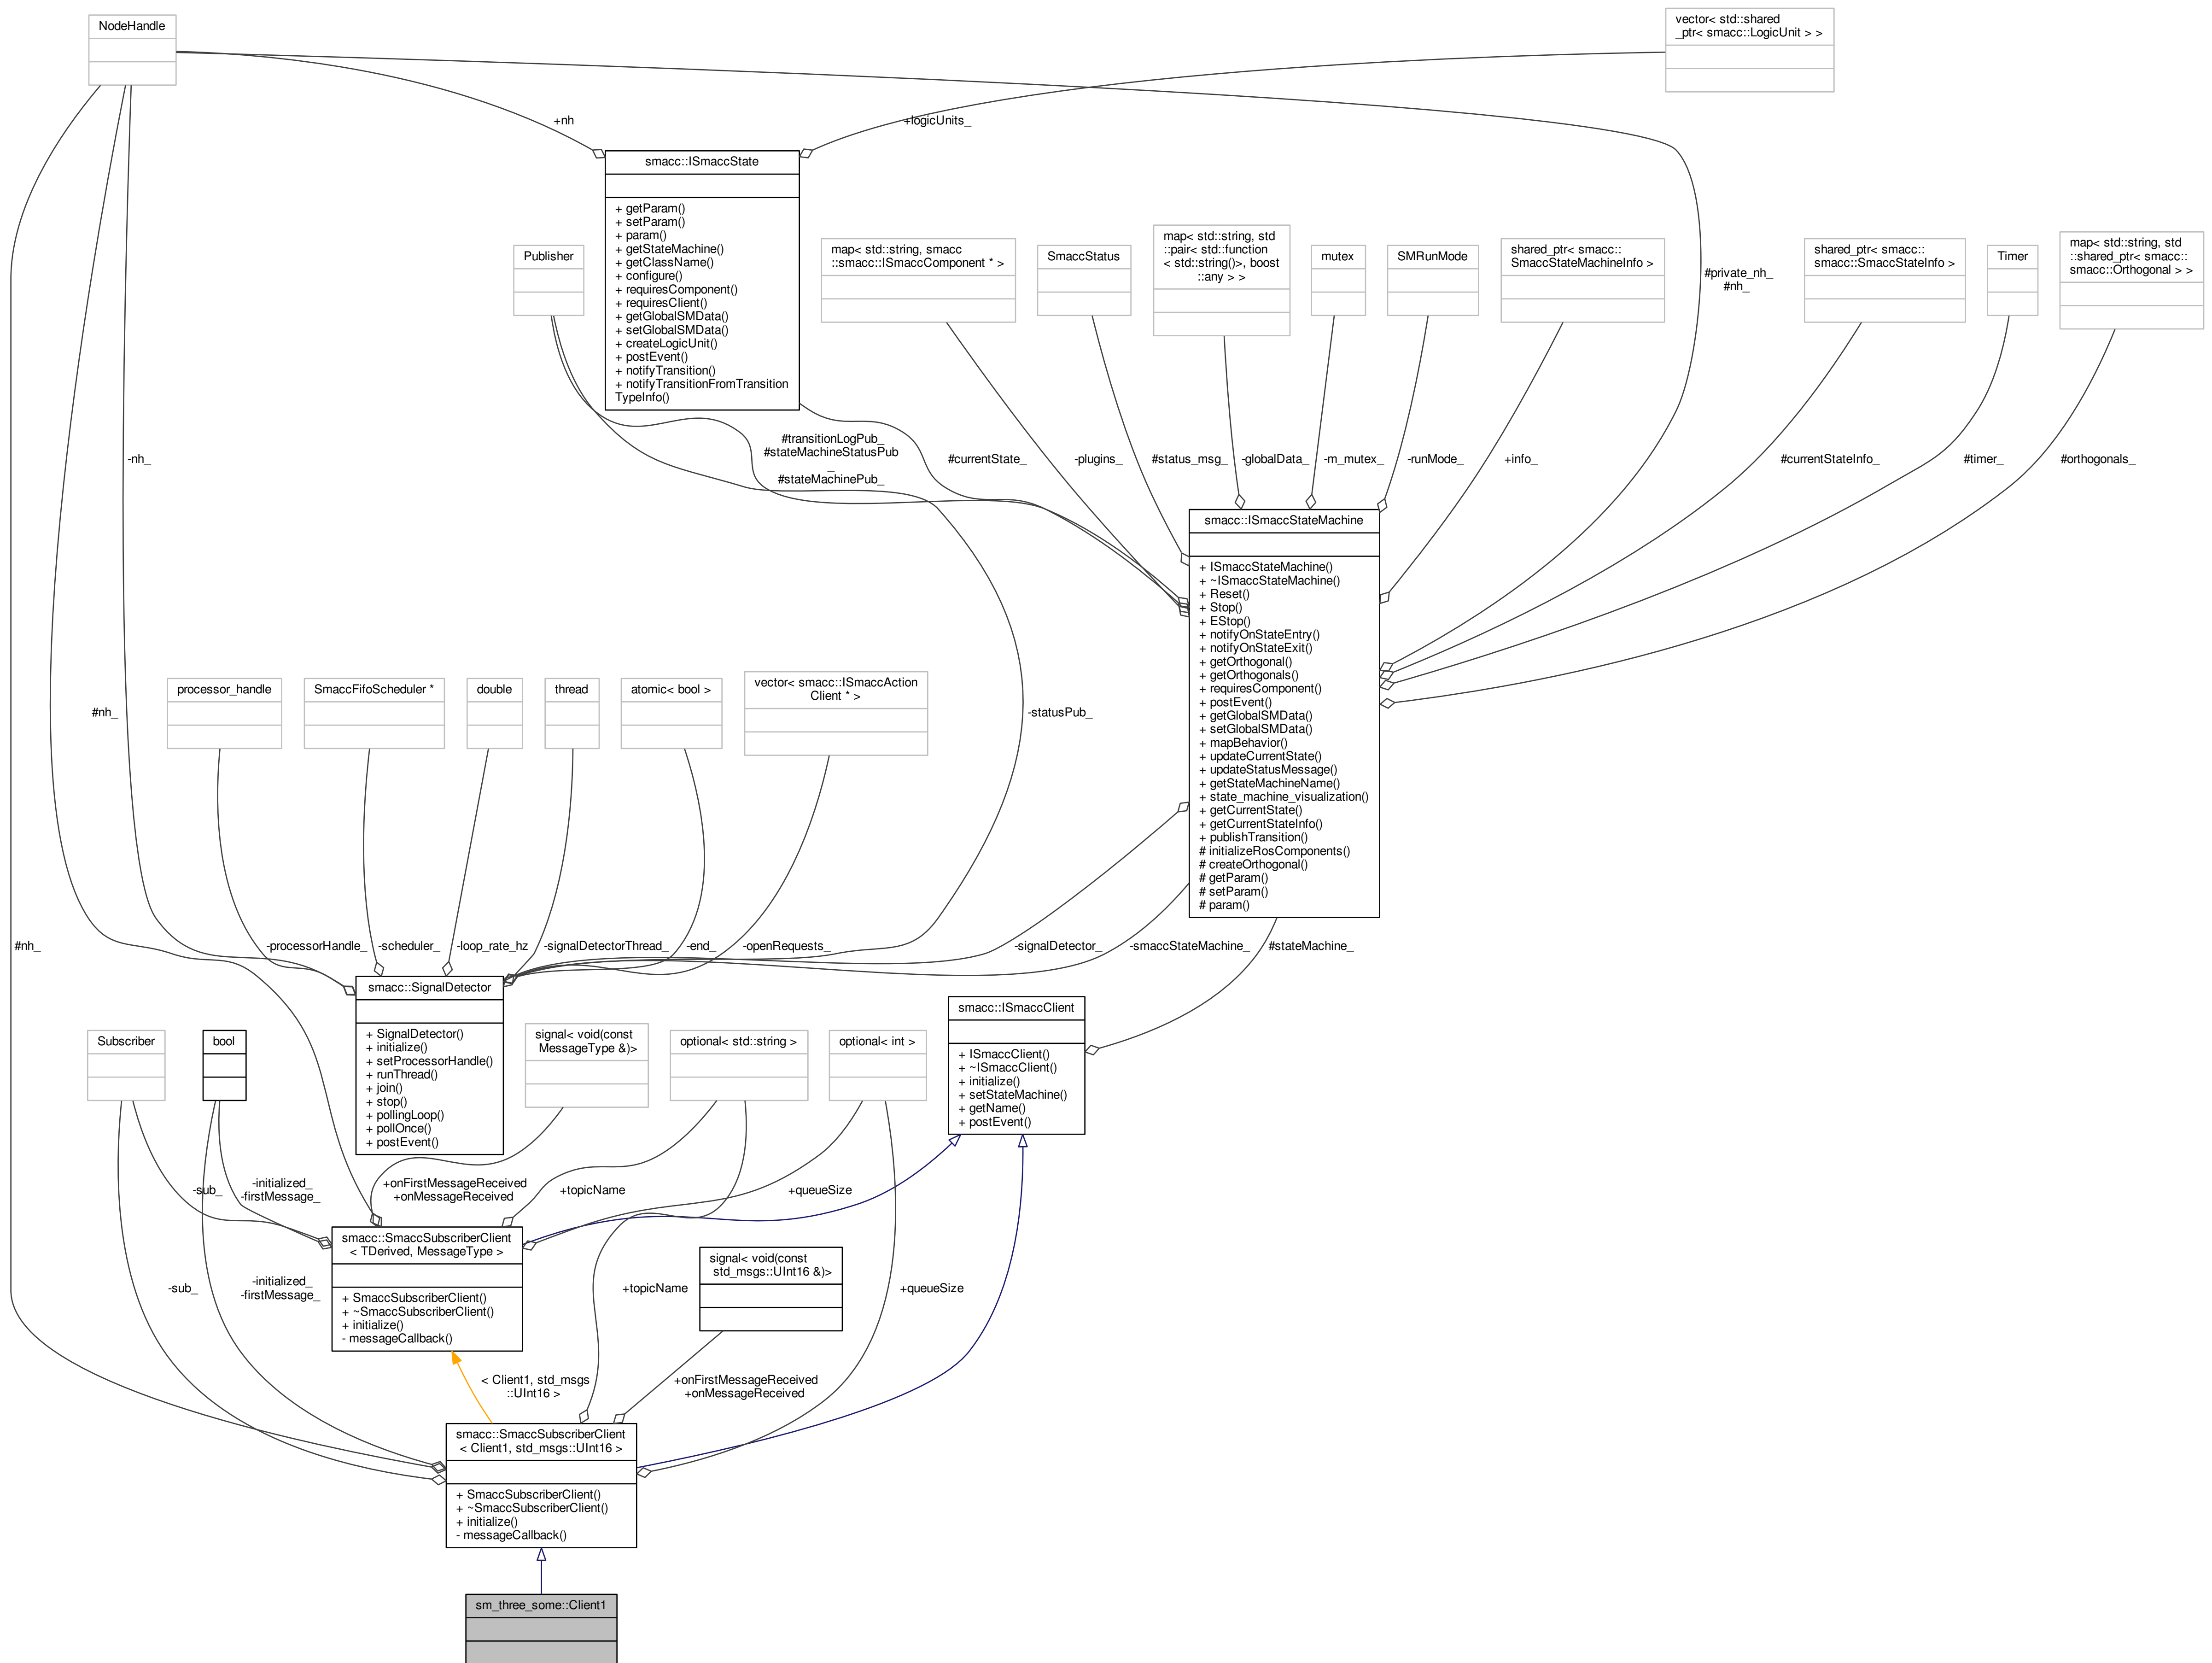 NodeHandle
vector< std::shared
_ptr< smacc::LogicUnit > >
+nh
+logicUnits_
smacc::ISmaccState
+ getParam()
+ setParam()
+ param()
+ getStateMachine()
+ getClassName()
+ configure()
+ requiresComponent()
+ requiresClient()
+ getGlobalSMData()
+ setGlobalSMData()
+ createLogicUnit()
+ postEvent()
+ notifyTransition()
+ notifyTransitionFromTransition
TypeInfo()
Publisher
map< std::string, smacc
::smacc::ISmaccComponent * >
SmaccStatus
map< std::string, std
::pair< std::function
< std::string()>, boost
::any > >
mutex
SMRunMode
shared_ptr< smacc::
SmaccStateMachineInfo >
#private_nh_
#nh_
shared_ptr< smacc::
smacc::SmaccStateInfo >
Timer
map< std::string, std
::shared_ptr< smacc::
smacc::Orthogonal > >
-nh_
#transitionLogPub_
#stateMachineStatusPub
_
#stateMachinePub_
#currentState_
-plugins_
#status_msg_
-globalData_
-m_mutex_
-runMode_
+info_
#currentStateInfo_
#timer_
#orthogonals_
smacc::ISmaccStateMachine
+ ISmaccStateMachine()
+ ~ISmaccStateMachine()
+ Reset()
+ Stop()
+ EStop()
+ notifyOnStateEntry()
+ notifyOnStateExit()
+ getOrthogonal()
+ getOrthogonals()
+ requiresComponent()
+ postEvent()
+ getGlobalSMData()
+ setGlobalSMData()
+ mapBehavior()
+ updateCurrentState()
+ updateStatusMessage()
+ getStateMachineName()
+ state_machine_visualization()
+ getCurrentState()
+ getCurrentStateInfo()
+ publishTransition()
# initializeRosComponents()
# createOrthogonal()
# getParam()
# setParam()
# param()
#nh_
processor_handle
SmaccFifoScheduler *
double
thread
atomic< bool >
vector< smacc::ISmaccAction
Client * >
-statusPub_
#nh_
-processorHandle_
-scheduler_
-loop_rate_hz
-signalDetectorThread_
-end_
-openRequests_
-signalDetector_
-smaccStateMachine_
#stateMachine_
smacc::SignalDetector
+ SignalDetector()
+ initialize()
+ setProcessorHandle()
+ runThread()
+ join()
+ stop()
+ pollingLoop()
+ pollOnce()
+ postEvent()
smacc::ISmaccClient
+ ISmaccClient()
+ ~ISmaccClient()
+ initialize()
+ setStateMachine()
+ getName()
+ postEvent()
Subscriber
bool
signal< void(const
MessageType &)>
optional< std::string >
optional< int >
-sub_
-initialized_
-firstMessage_
+onFirstMessageReceived
+onMessageReceived
+topicName
+queueSize
smacc::SmaccSubscriberClient
< TDerived, MessageType >
+ SmaccSubscriberClient()
+ ~SmaccSubscriberClient()
+ initialize()
- messageCallback()
signal< void(const
std_msgs::UInt16 &)>
-sub_
-initialized_
-firstMessage_
+topicName
+queueSize
< Client1, std_msgs
::UInt16 >
+onFirstMessageReceived
+onMessageReceived
smacc::SmaccSubscriberClient
< Client1, std_msgs::UInt16 >
+ SmaccSubscriberClient()
+ ~SmaccSubscriberClient()
+ initialize()
- messageCallback()
sm_three_some::Client1